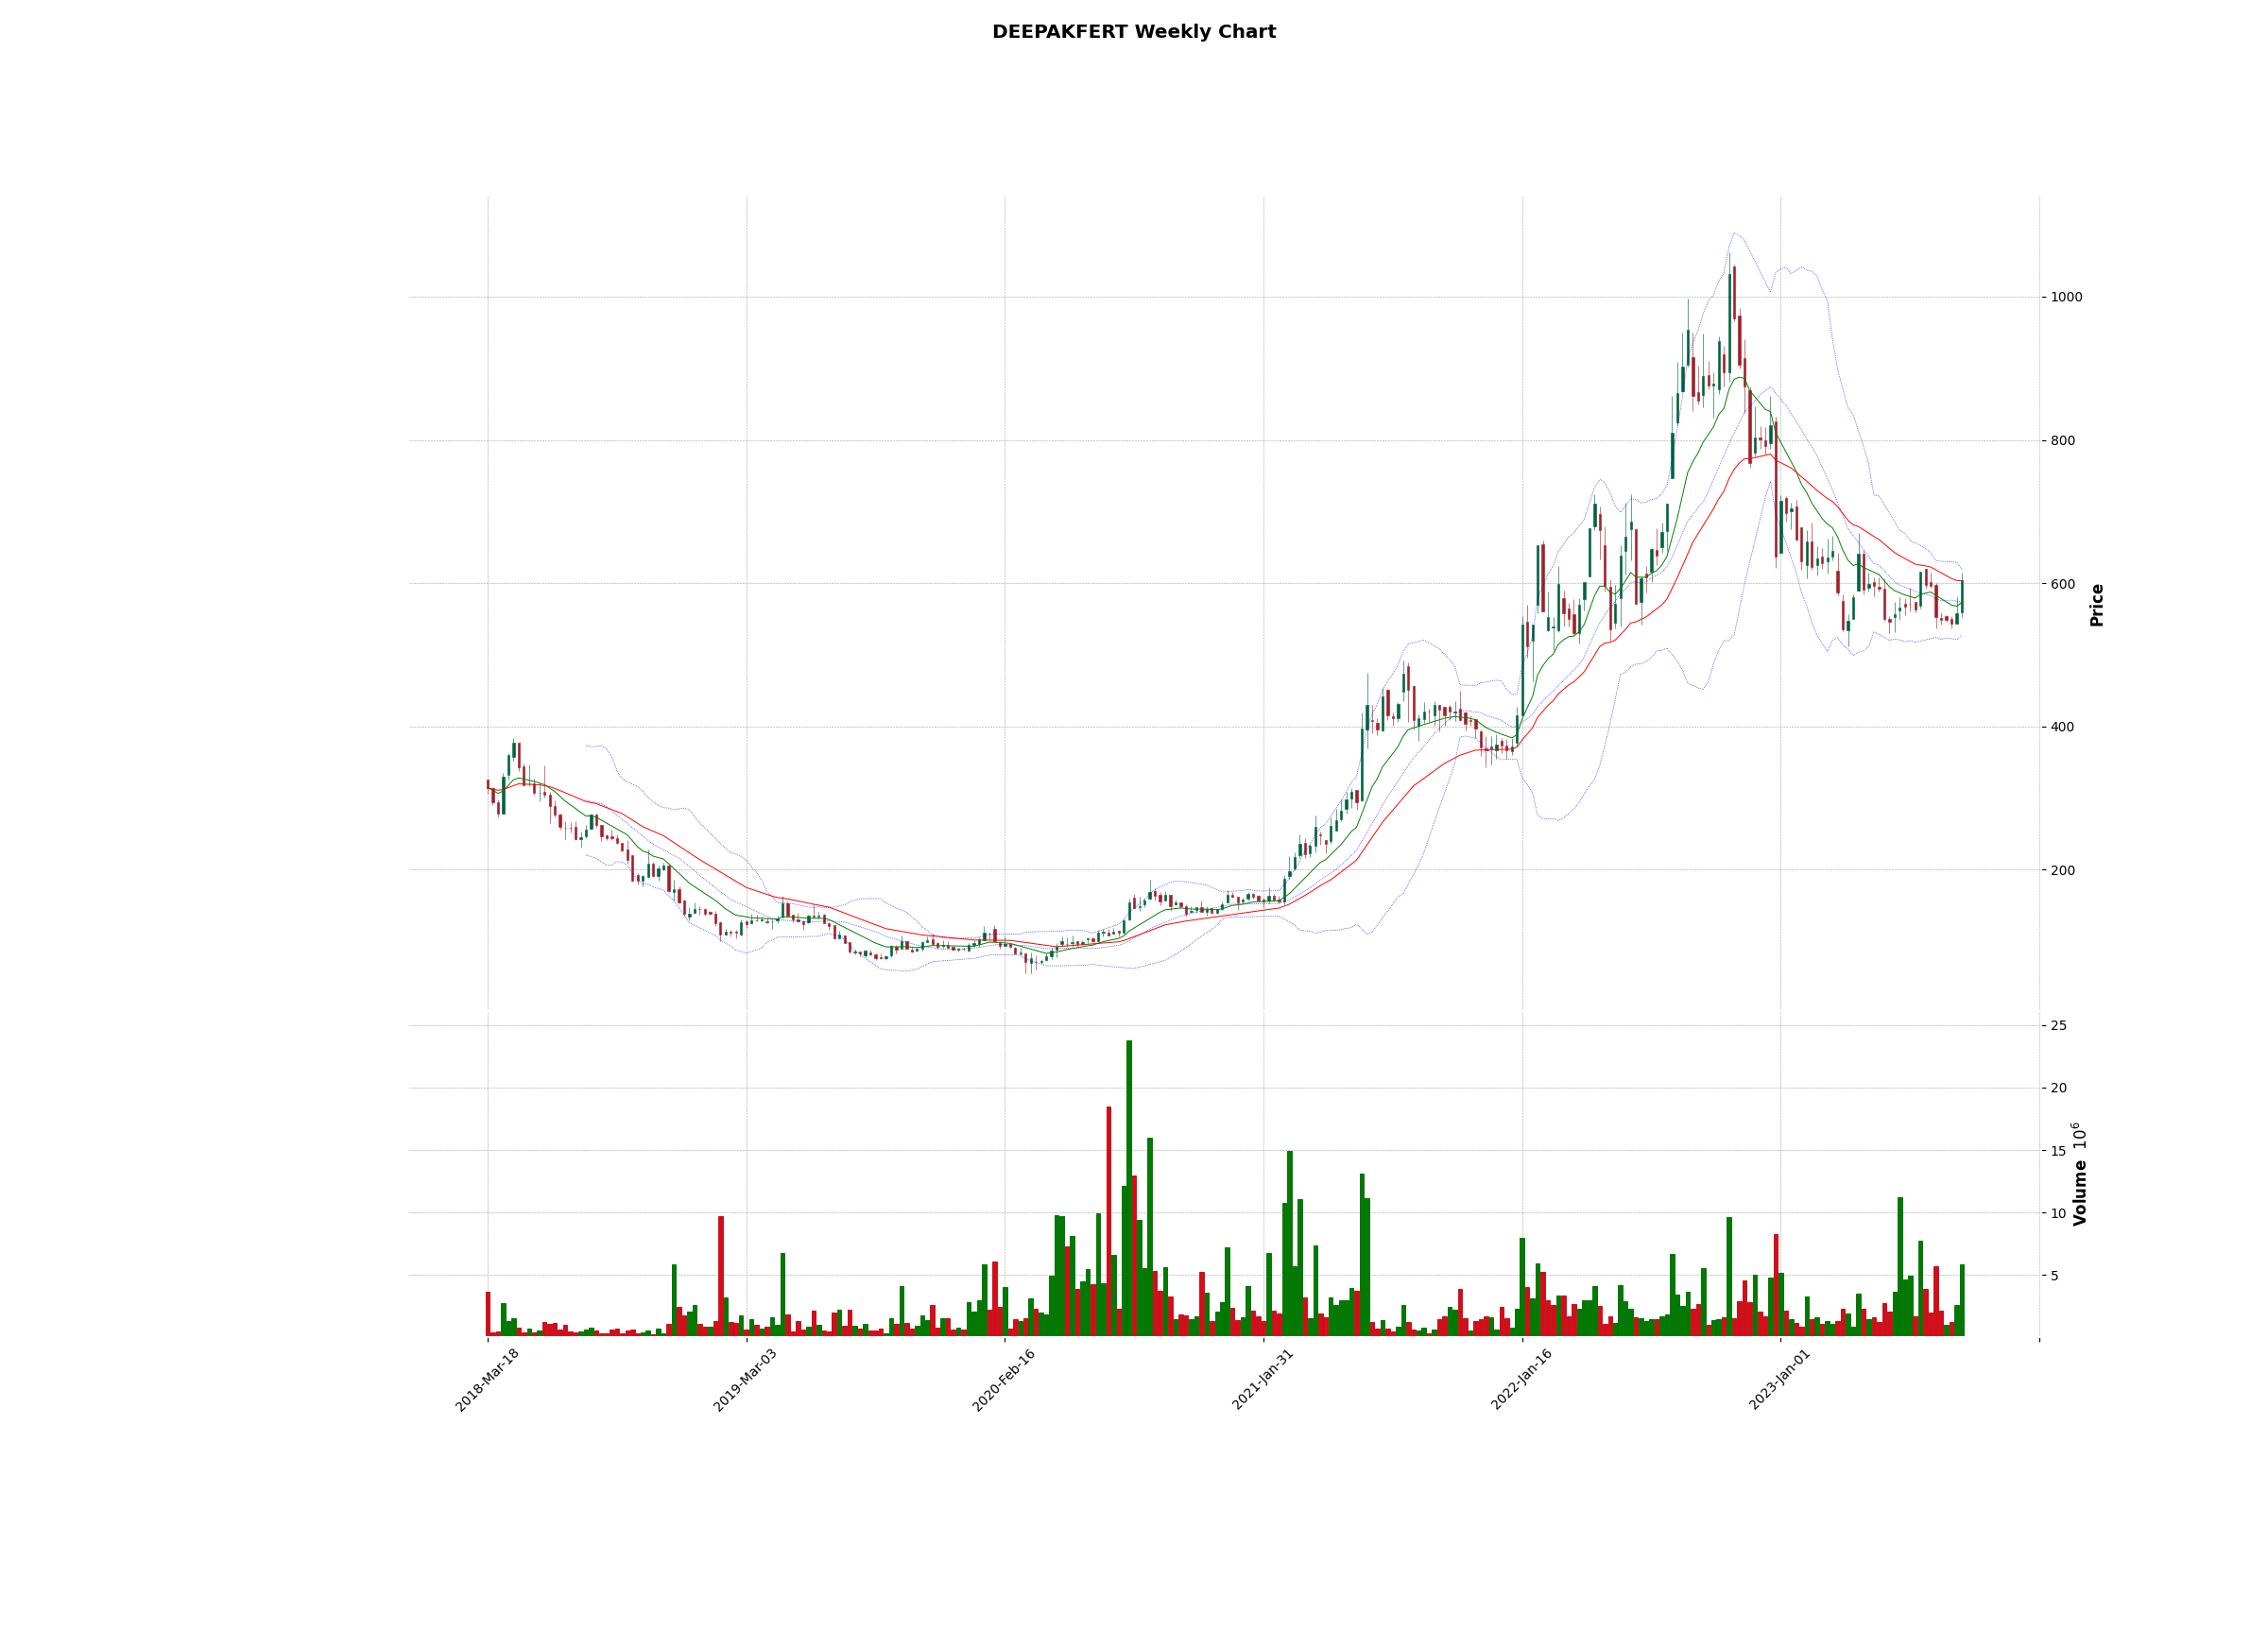 DEEPAKFERT Weekly Chart
1000
800
600
400
200
Price
25
20
15
10
5
Volume 10^6
2018-Mar-18
2019-Mar-03
2020-Feb-16
2021-Jan-31
2022-Jan-16
2023-Jan-01